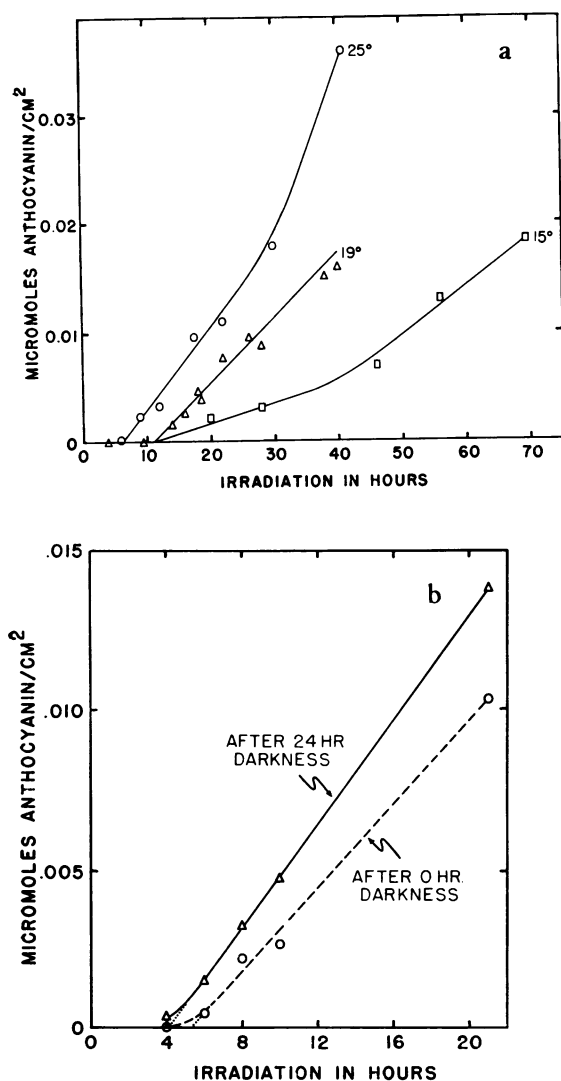 a
25°
19°
15°
MICROMOLES ANTHOCYANIN/CM²
0.03
0.02
0.01
0
0 10 20 30 40 50 60 70
IRRADIATION IN HOURS
b
.015
.010
.005
0
MICROMOLES ANTHOCYANIN/CM²
AFTER 24 HR
DARKNESS
AFTER 0 HR.
DARKNESS
0 4 8 12 16 20
IRRADIATION IN HOURS